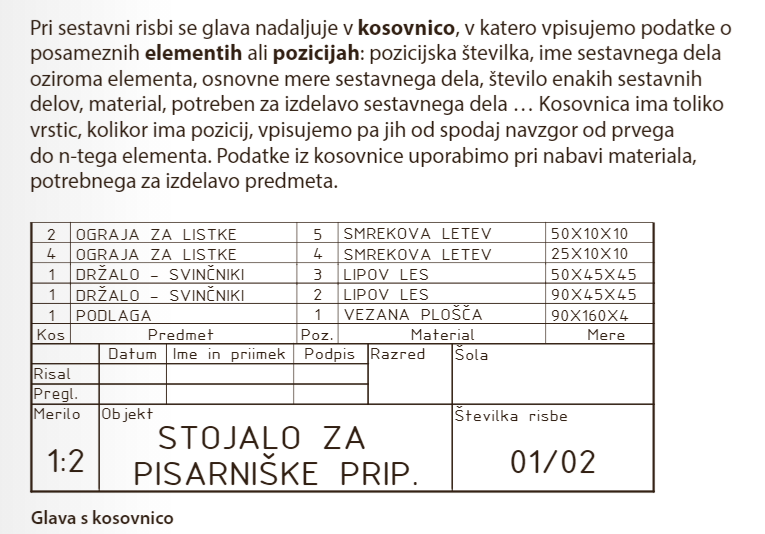 Pri sestavni risbi se glava nadaljuje v kosovnico, v katero vpisujemo podatke o
posameznih elementih ali pozicijah: pozicijska številka, ime sestavnega dela
oziroma elementa, osnovne mere sestavnega dela, število enakih sestavnih
delov, material, potreben za izdelavo sestavnega dela … Kosovnica ima toliko
vrstic, kolikor ima pozicij, vpisujemo pa jih od spodaj navzgor od prvega
do n-tega elementa. Podatke iz kosovnice uporabimo pri nabavi materiala,
potrebnega za izdelavo predmeta.
2 OGRAJA ZA LISTKE 5 SMREKOVA LETEV 50X10X10
4 OGRAJA ZA LISTKE 4 SMREKOVA LETEV 25X10X10
1 DRŽALO – SVINČNIKI 3 LIPOV LES 50X45X45
1 DRŽALO – SVINČNIKI 2 LIPOV LES 90X45X45
1 PODLAGA 1 VEZANA PLOŠČA 90X160X4
Kos Predmet Poz. Material Mere
Datum Ime in priimek Podpis Razred Šola
Risal
Pregl.
Merilo Objekt Številka risbe
STOJALO ZA
1:2 PISARNIŠKE PRIP. 01/02
Glava s kosovnico